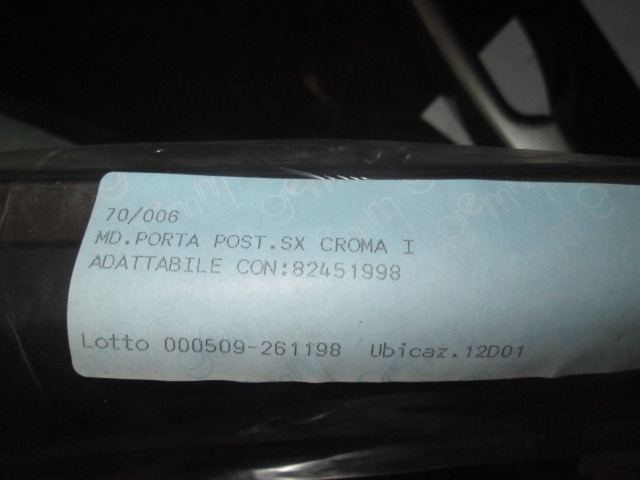 70/006
MD.PORTA POST.SX CROMA I
ADATTABILE CON:82451998
Lotto 000509-261198 Ubicaz.12D01